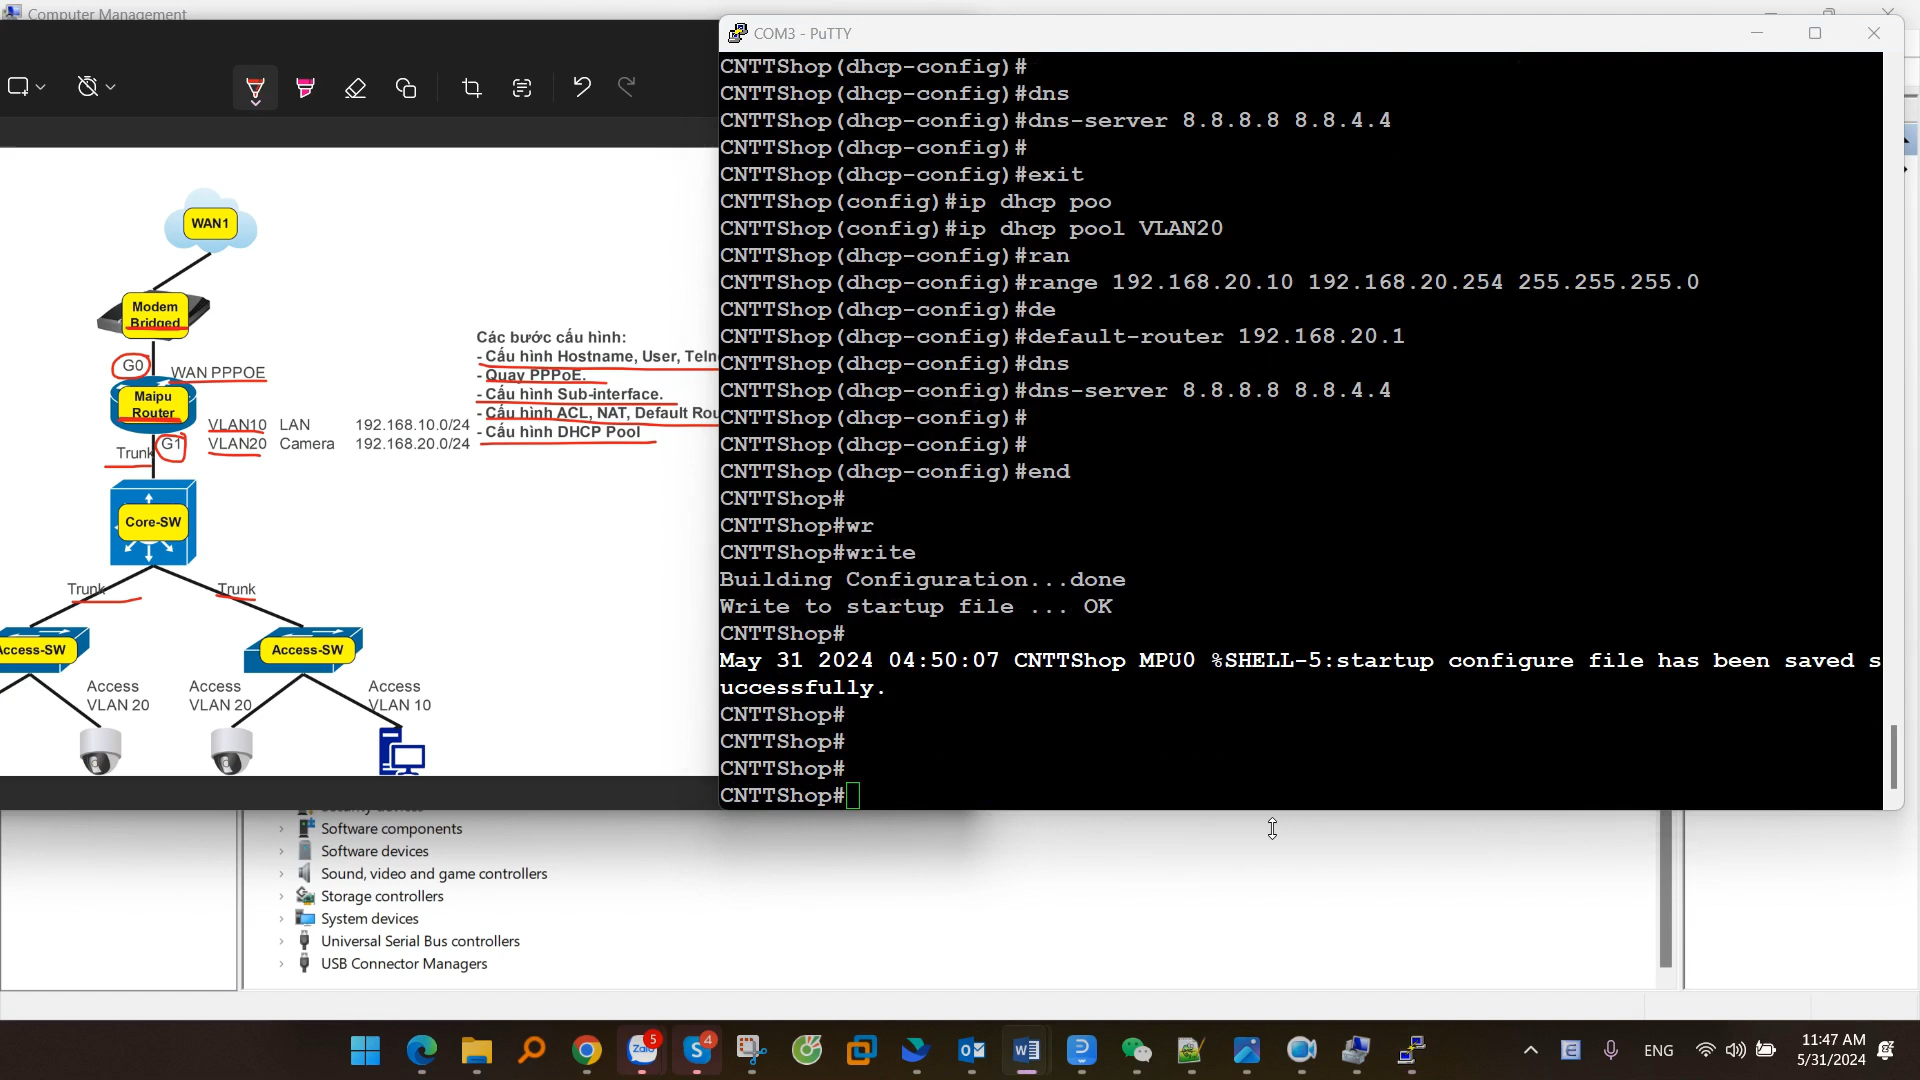 Computer Management
WAN1
Modem
Bridged
G0
WAN PPPOE
Maipu
Router
VLAN10 LAN 192.168.10.0/24
VLAN20 Camera 192.168.20.0/24
G1
Trunk
Core-SW
Trunk
Trunk
Access-SW
Access-SW
Access
VLAN 20
Access
VLAN 20
Access
VLAN 10
Các bước cấu hình:
- Cấu hình Hostname, User, Teln
- Quay PPPoE.
- Cấu hình Sub-interface.
- Cấu hình ACL, NAT, Default Rou
- Cấu hình DHCP Pool
COM3 - PuTTY
CNTTShop(dhcp-config)#
CNTTShop(dhcp-config)#dns
CNTTShop(dhcp-config)#dns-server 8.8.8.8 8.8.4.4
CNTTShop(dhcp-config)#
CNTTShop(dhcp-config)#exit
CNTTShop(config)#ip dhcp poo
CNTTShop(config)#ip dhcp pool VLAN20
CNTTShop(dhcp-config)#ran
CNTTShop(dhcp-config)#range 192.168.20.10 192.168.20.254 255.255.255.0
CNTTShop(dhcp-config)#de
CNTTShop(dhcp-config)#default-router 192.168.20.1
CNTTShop(dhcp-config)#dns
CNTTShop(dhcp-config)#dns-server 8.8.8.8 8.8.4.4
CNTTShop(dhcp-config)#
CNTTShop(dhcp-config)#
CNTTShop(dhcp-config)#end
CNTTShop#
CNTTShop#wr
CNTTShop#write
Building Configuration...done
Write to startup file ... OK
CNTTShop#
May 31 2024 04:50:07 CNTTShop MPU0 %SHELL-5:startup configure file has been saved s
uccessfully.
CNTTShop#
CNTTShop#
CNTTShop#
CNTTShop#
Software components
Software devices
Sound, video and game controllers
Storage controllers
System devices
Universal Serial Bus controllers
USB Connector Managers
Zalo
5
4
ENG
11:47 AM
5/31/2024